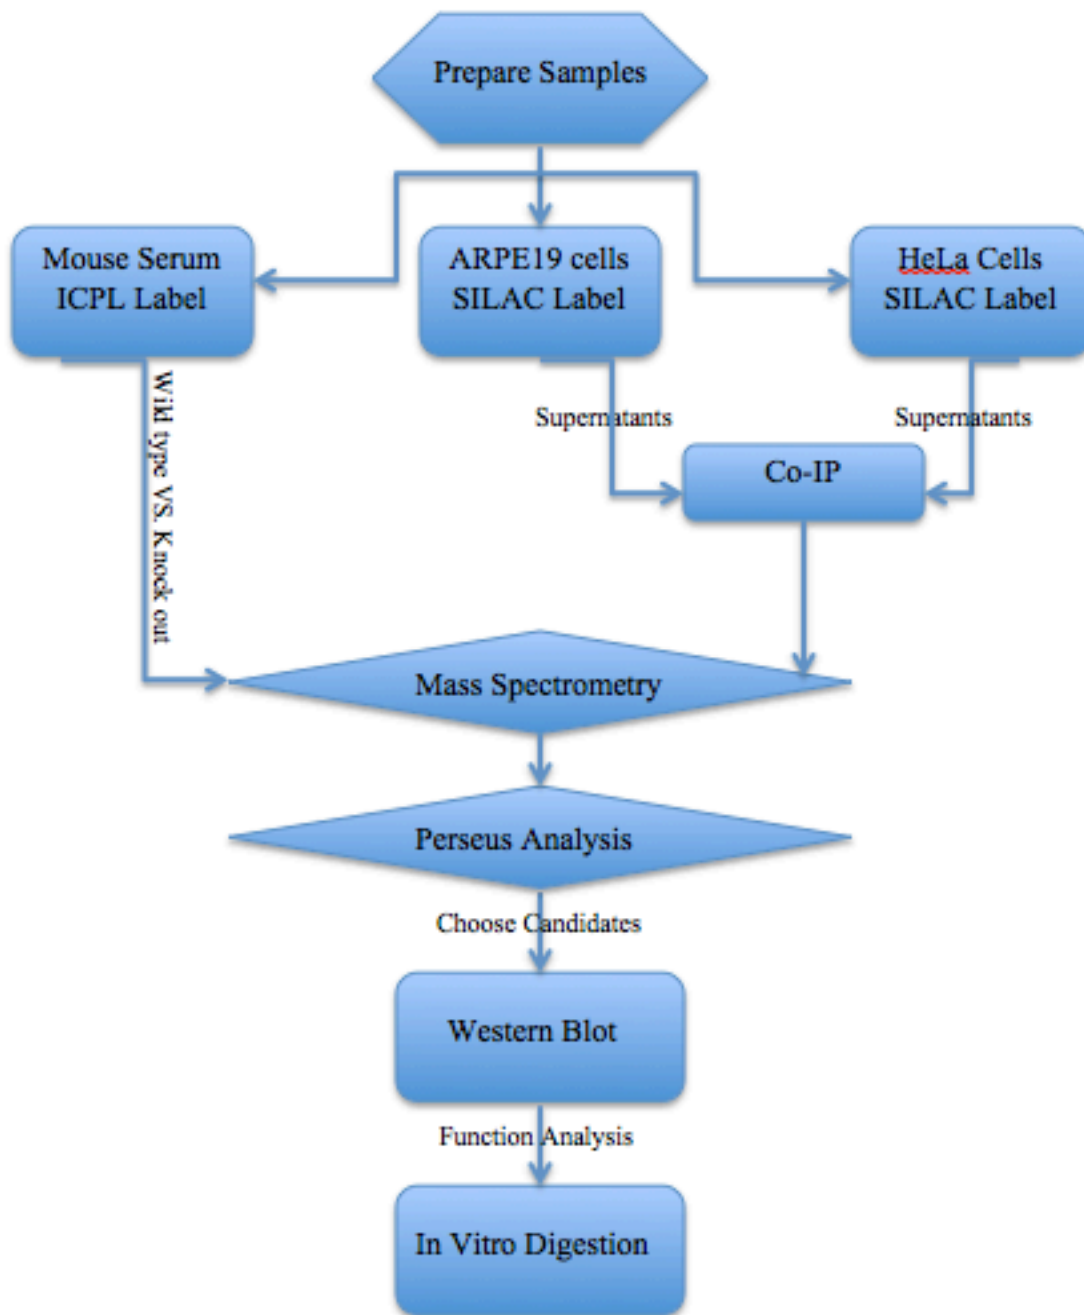 Prepare Samples
Mouse Serum
ICPL Label
ARPE19 cells
SILAC Label
HeLa Cells
SILAC Label
Wild type VS. Knock out
Supernatants
Supernatants
Co-IP
Mass Spectrometry
Perseus Analysis
Choose Candidates
Western Blot
Function Analysis
In Vitro Digestion